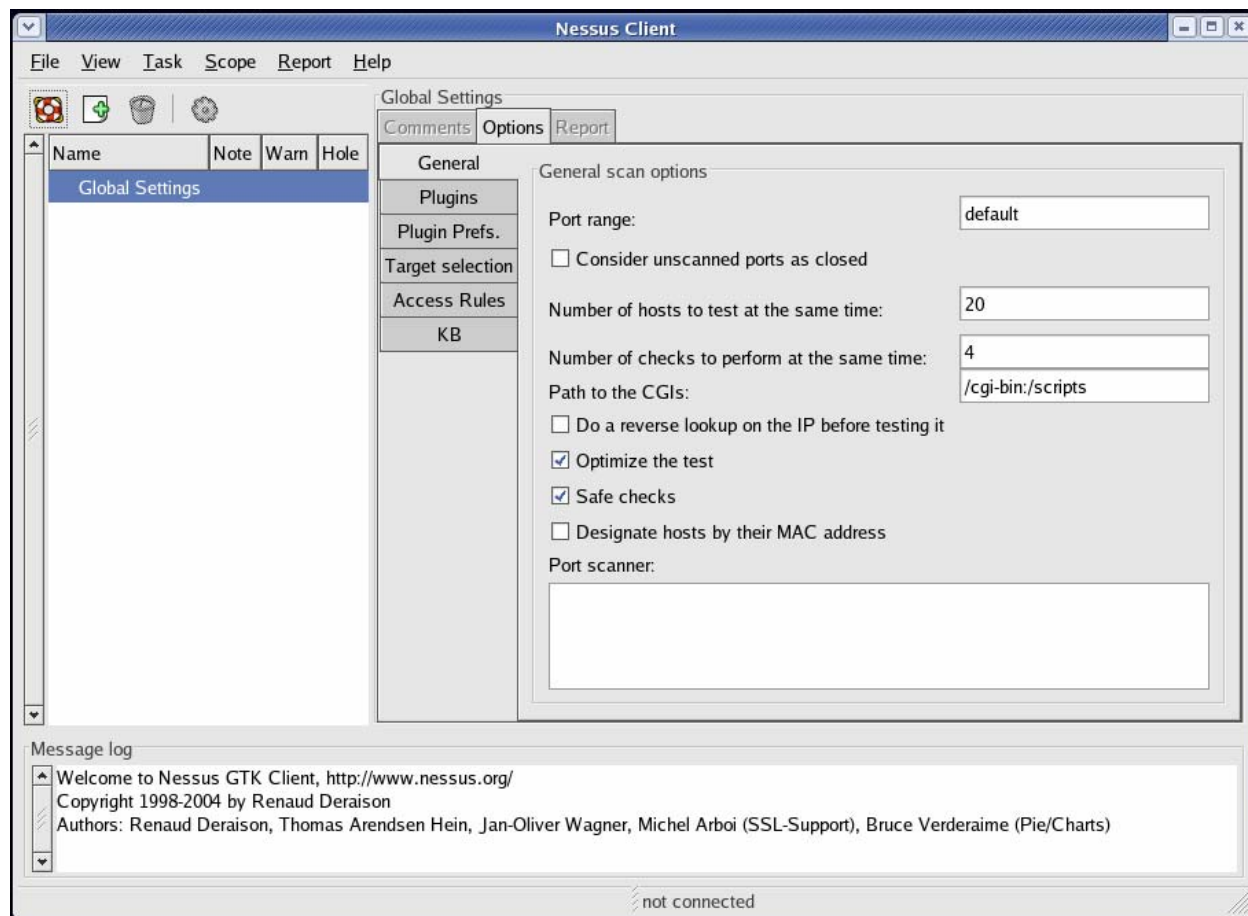 Nessus Client
File View Task Scope Report Help
Global Settings
Comments Options Report
Name Note Warn Hole
Global Settings
General
Plugins
Plugin Prefs.
Target selection
Access Rules
KB
General scan options
Port range: default
Consider unscanned ports as closed
Number of hosts to test at the same time: 20
Number of checks to perform at the same time: 4
Path to the CGIs: /cgi-bin:/scripts
Do a reverse lookup on the IP before testing it
Optimize the test
Safe checks
Designate hosts by their MAC address
Port scanner:
Message log
Welcome to Nessus GTK Client, http://www.nessus.org/
Copyright 1998-2004 by Renaud Deraison
Authors: Renaud Deraison, Thomas Arendsen Hein, Jan-Oliver Wagner, Michel Arboi (SSL-Support), Bruce Verderaime (Pie/Charts)
not connected